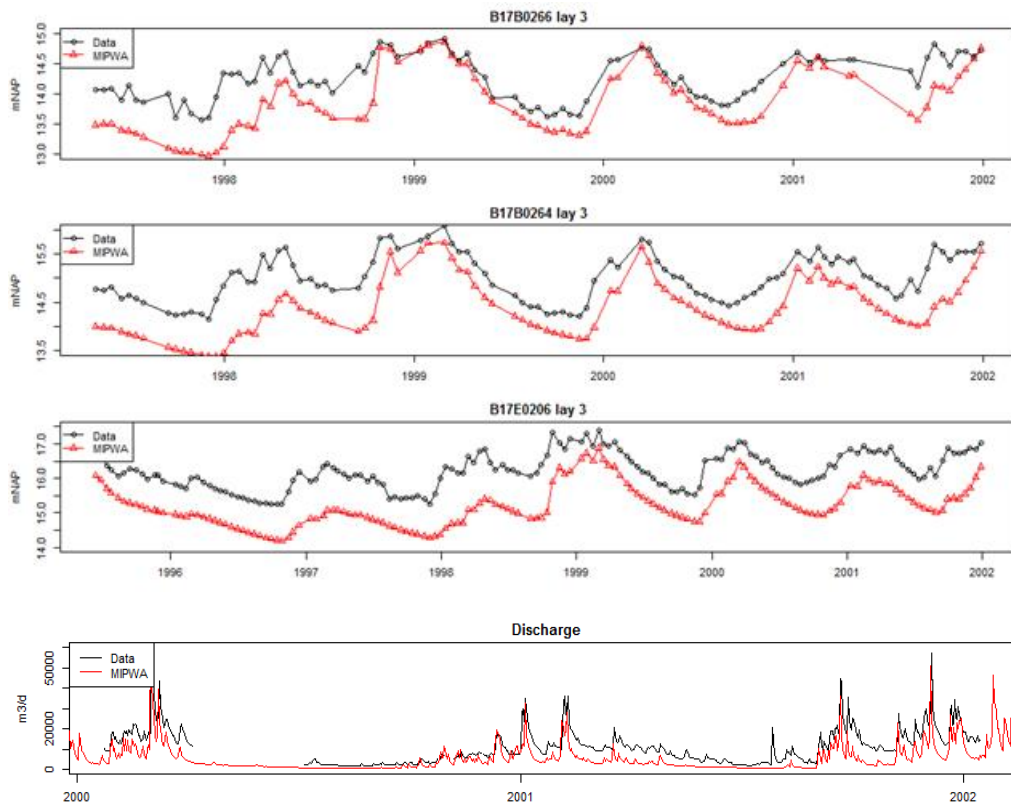 B17B0266 lay 3
Data
MIPWA
mNAP
15.0
14.5
14.0
13.5
13.0
1998
1999
2000
2001
2002
B17B0264 lay 3
Data
MIPWA
mNAP
15.5
14.5
13.5
1998
1999
2000
2001
2002
B17E0206 lay 3
Data
MIPWA
mNAP
17.0
16.0
15.0
14.0
1996
1997
1998
1999
2000
2001
2002
Discharge
Data
MIPWA
m3/d
50000
20000
0
2000
2001
2002